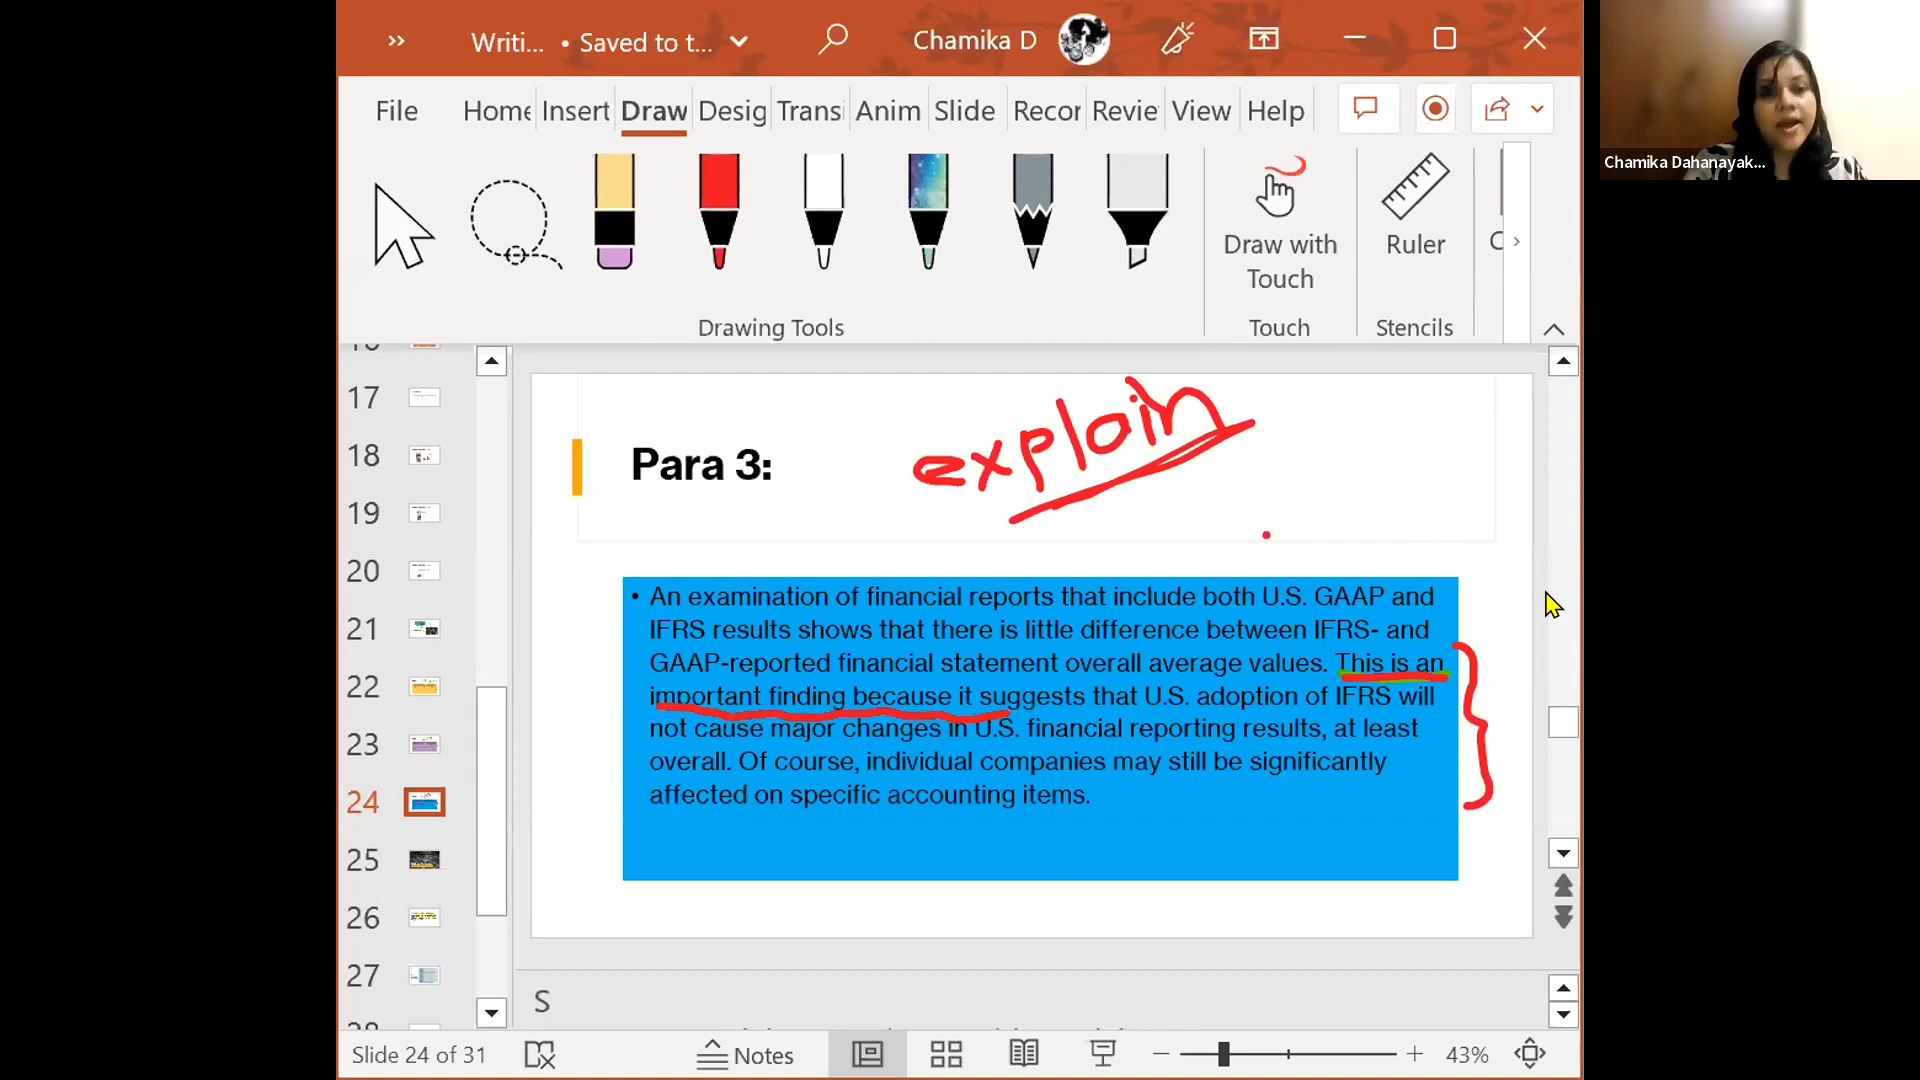 Writi... • Saved to t...
Chamika D
File Home Insert Draw Desig Transi Anim Slide Recor Revie View Help
Draw with
Touch
Ruler
Drawing Tools
Touch
Stencils
Chamika Dahanayak...
17
18
19
20
21
22
23
24
25
26
27
Para 3:
explain
• An examination of financial reports that include both U.S. GAAP and
IFRS results shows that there is little difference between IFRS- and
GAAP-reported financial statement overall average values. This is an
important finding because it suggests that U.S. adoption of IFRS will
not cause major changes in U.S. financial reporting results, at least
overall. Of course, individual companies may still be significantly
affected on specific accounting items.
S
Slide 24 of 31
Notes
43%